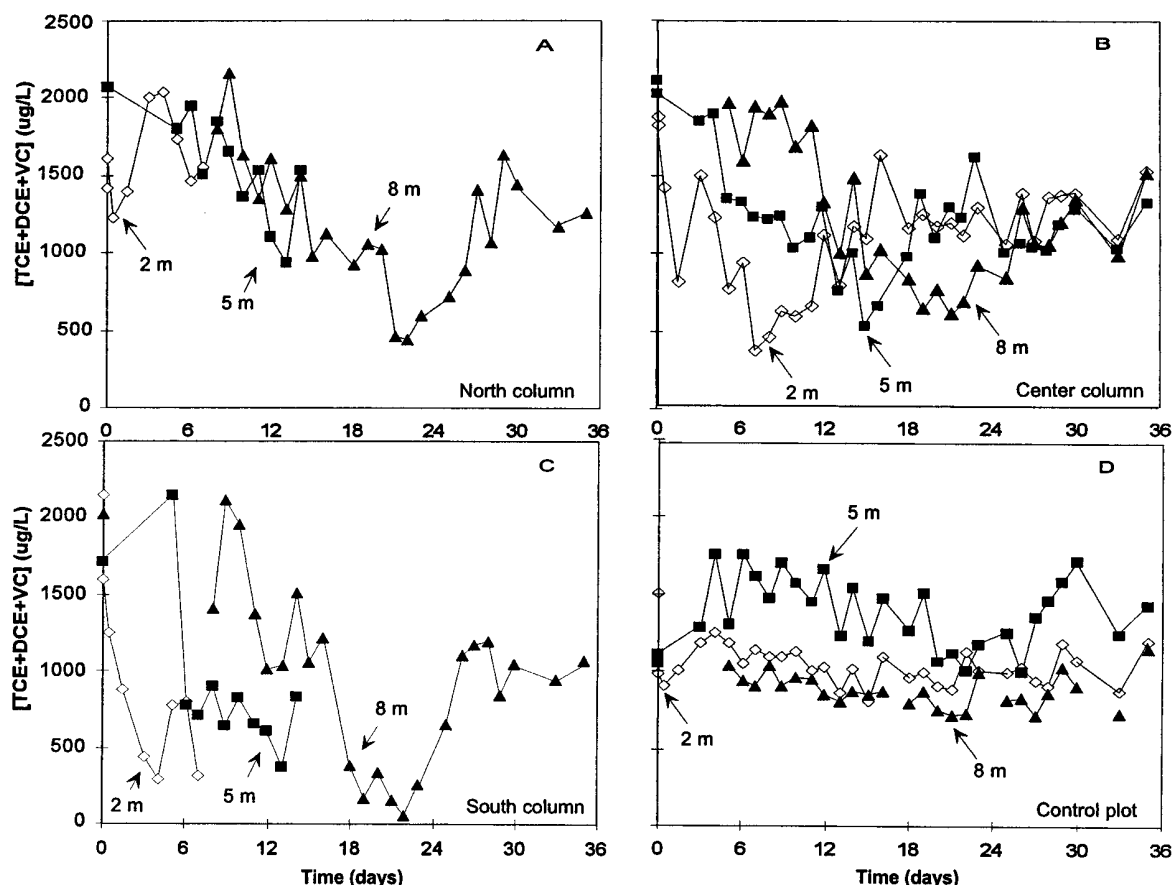 [TCE+DCE+VC] (ug/L)
2500
2000
1500
1000
500
0
A
8 m
2 m
5 m
North column
0 6 12 18 24 30 36
B
8 m
5 m
2 m
Center column
0 6 12 18 24 30 36
[TCE+DCE+VC] (ug/L)
2500
2000
1500
1000
500
0
C
8 m
2 m
5 m
South column
0 6 12 18 24 30 36
Time (days)
D
5 m
2 m
8 m
Control plot
0 6 12 18 24 30 36
Time (days)